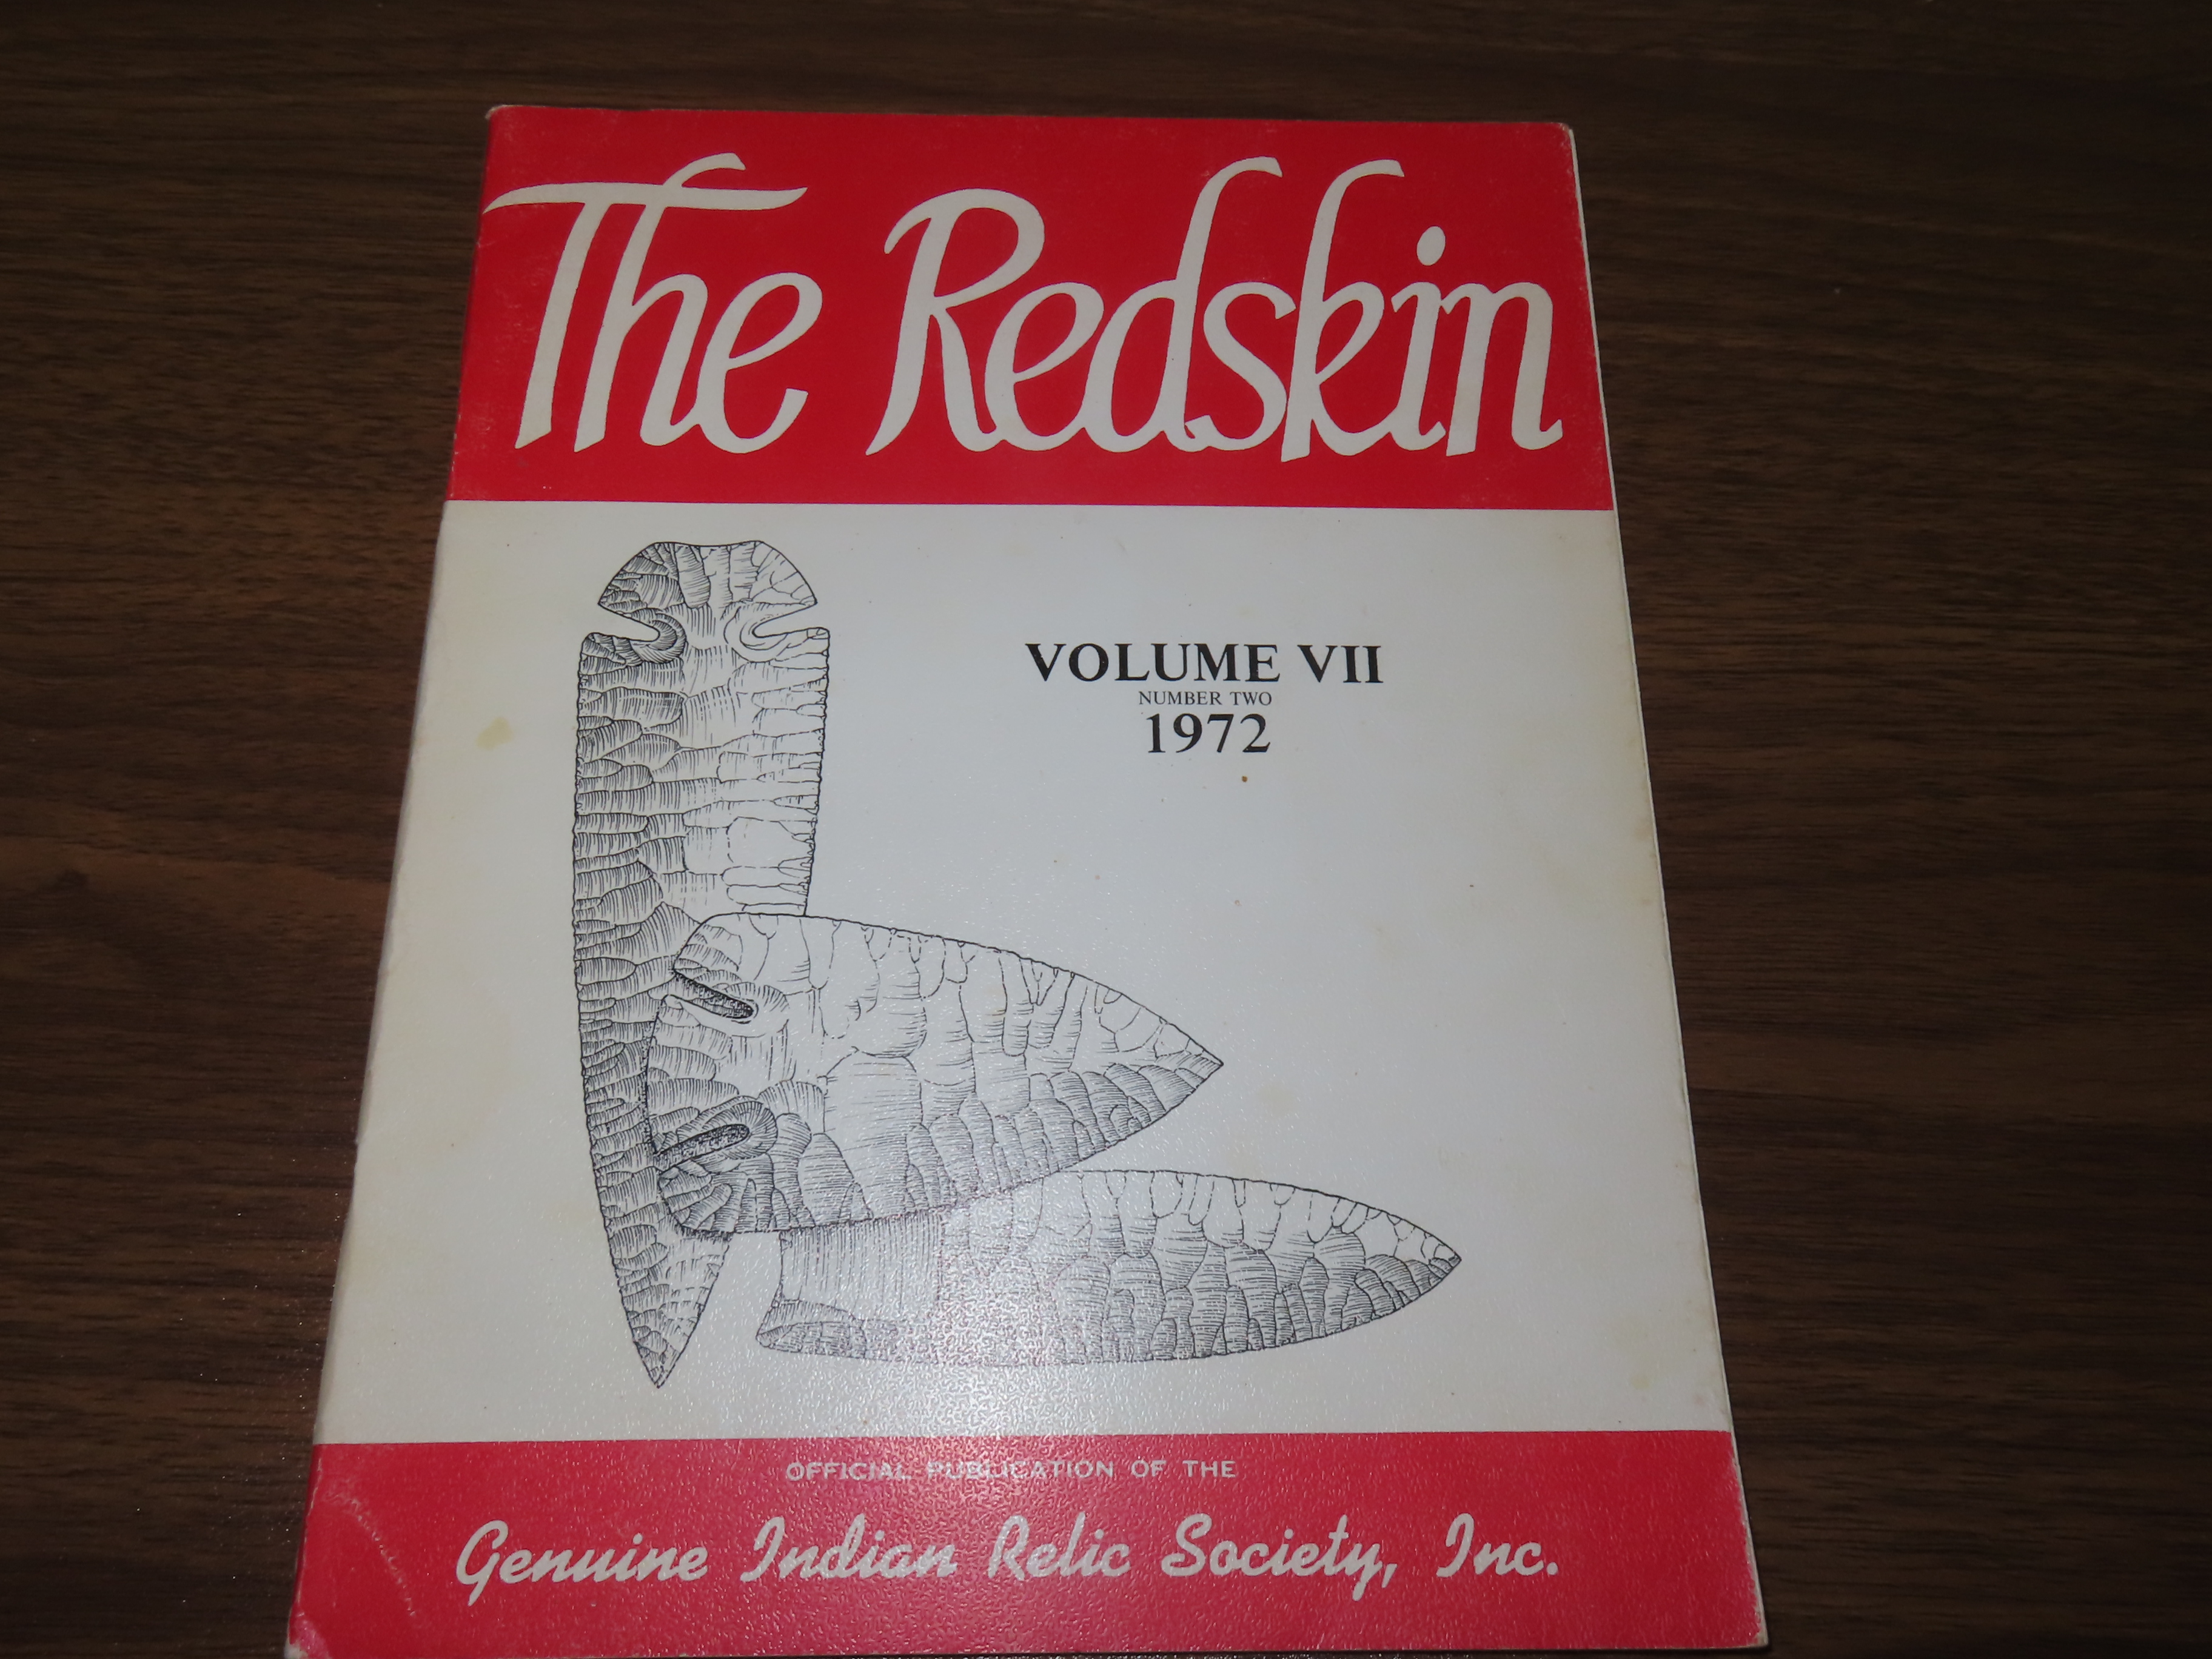 The Redskin
VOLUME VII
NUMBER TWO
1972
OFFICIAL PUBLICATION OF THE
Genuine Indian Relic Society, Inc.